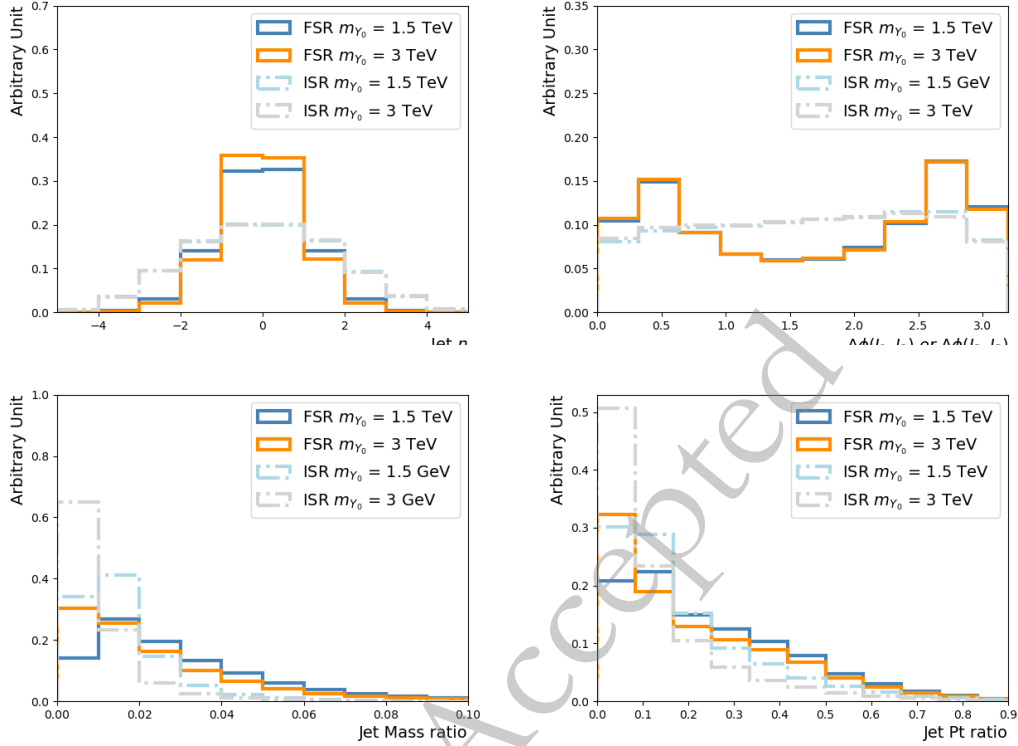 Arbitrary Unit
0.7
0.6
0.5
0.4
0.3
0.2
0.1
0.0
−4
−2
0
2
4
FSR m_{Y_0} = 1.5 TeV
FSR m_{Y_0} = 3 TeV
ISR m_{Y_0} = 1.5 TeV
ISR m_{Y_0} = 3 TeV
Arbitrary Unit
0.35
0.30
0.25
0.20
0.15
0.10
0.05
0.00
0.0
0.5
1.0
1.5
2.0
2.5
3.0
FSR m_{Y_0} = 1.5 TeV
FSR m_{Y_0} = 3 TeV
ISR m_{Y_0} = 1.5 GeV
ISR m_{Y_0} = 3 TeV
Arbitrary Unit
1.0
0.8
0.6
0.4
0.2
0.0
0.00
0.02
0.04
0.06
0.08
0.10
Jet Mass ratio
FSR m_{Y_0} = 1.5 TeV
FSR m_{Y_0} = 3 TeV
ISR m_{Y_0} = 1.5 GeV
ISR m_{Y_0} = 3 GeV
Arbitrary Unit
0.5
0.4
0.3
0.2
0.1
0.0
0.0
0.1
0.2
0.3
0.4
0.5
0.6
0.7
0.8
0.9
Jet Pt ratio
FSR m_{Y_0} = 1.5 TeV
FSR m_{Y_0} = 3 TeV
ISR m_{Y_0} = 1.5 TeV
ISR m_{Y_0} = 3 TeV
Accepted